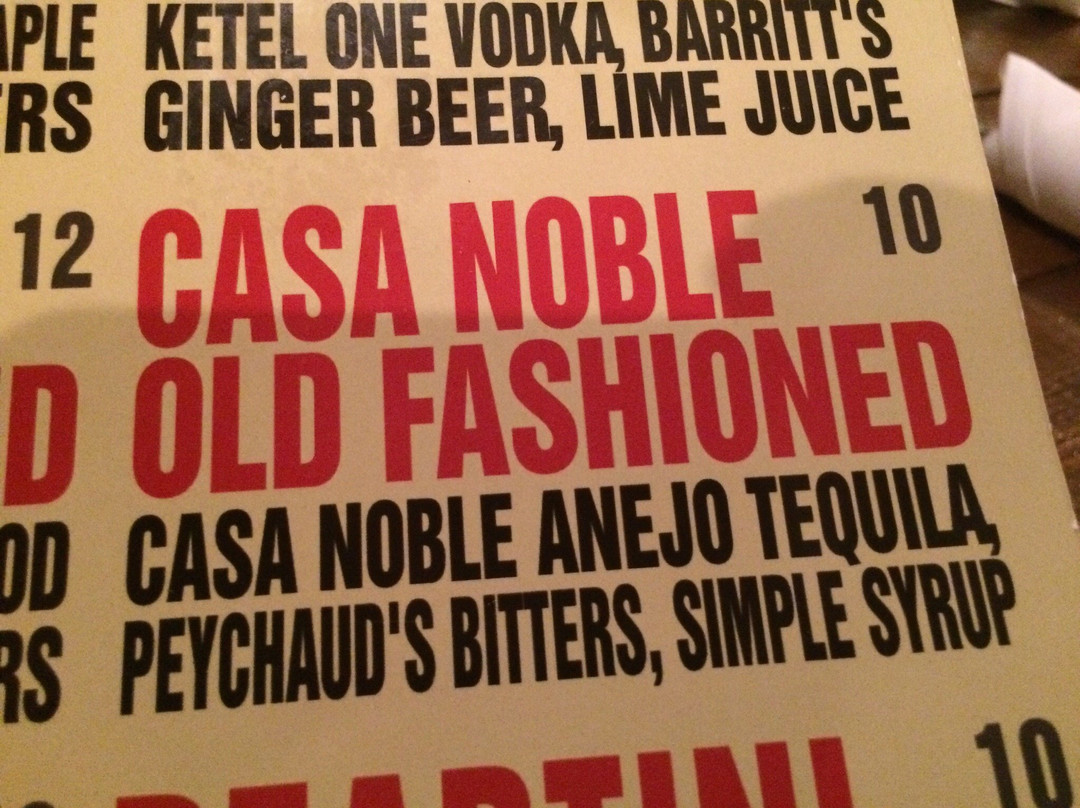 KETEL ONE VODKA, BARRITT'S
GINGER BEER, LIME JUICE
CASA NOBLE 10
OLD FASHIONED
CASA NOBLE ANEJO TEQUILA,
PEYCHAUD'S BITTERS, SIMPLE SYRUP
10
12